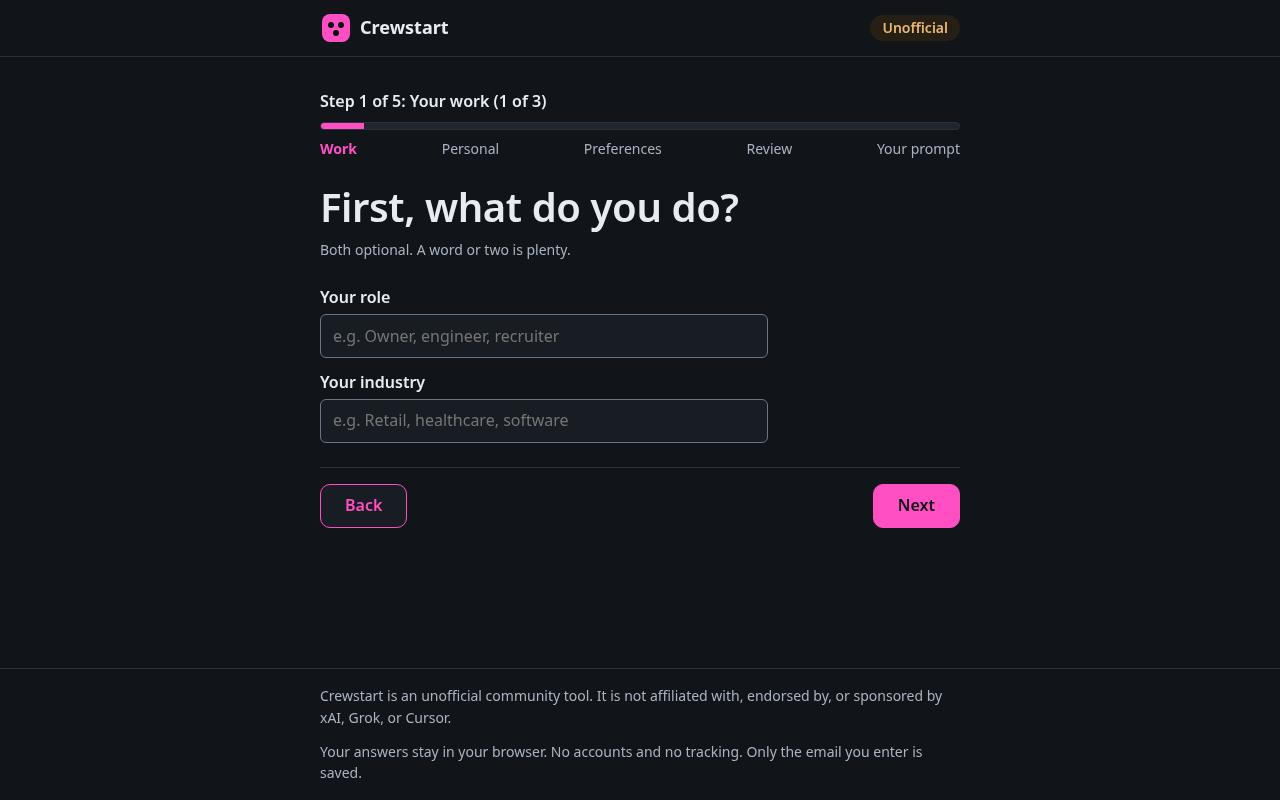 Crewstart
Unofficial
Step 1 of 5: Your work (1 of 3)
Work
Personal
Preferences
Review
Your prompt
First, what do you do?
Both optional. A word or two is plenty.
Your role
e.g. Owner, engineer, recruiter
Your industry
e.g. Retail, healthcare, software
Back
Next
Crewstart is an unofficial community tool. It is not affiliated with, endorsed by, or sponsored by
xAI, Grok, or Cursor.
Your answers stay in your browser. No accounts and no tracking. Only the email you enter is
saved.